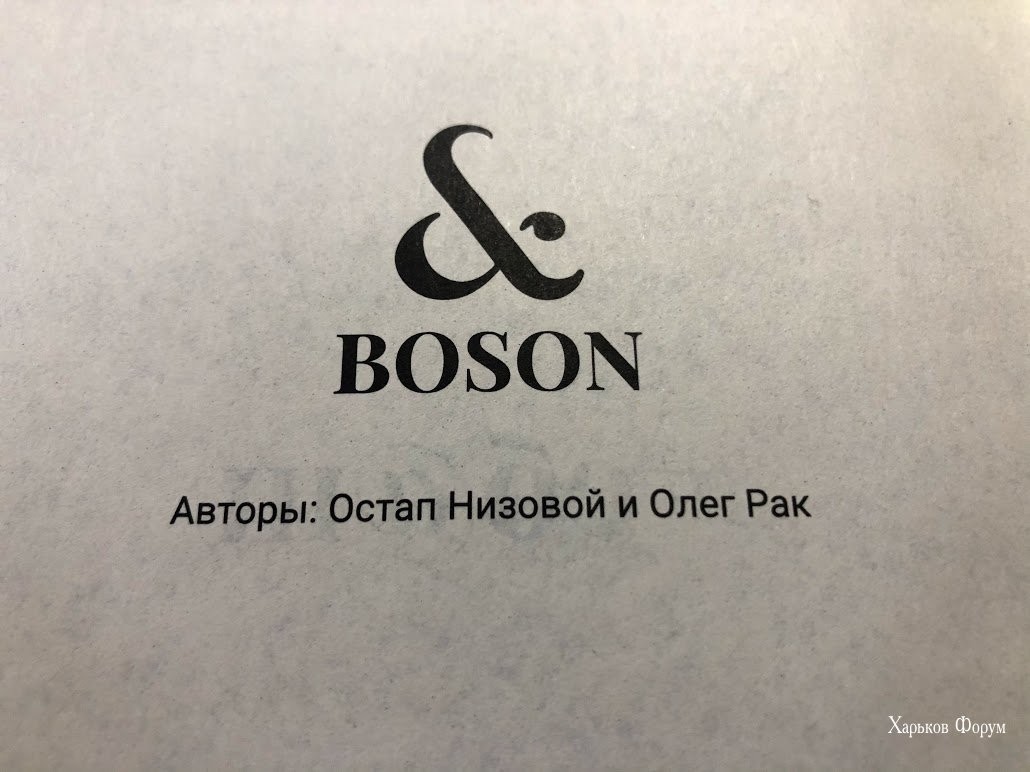 &
BOSON
Авторы: Остап Низовой и Олег Рак
Харьков Форум